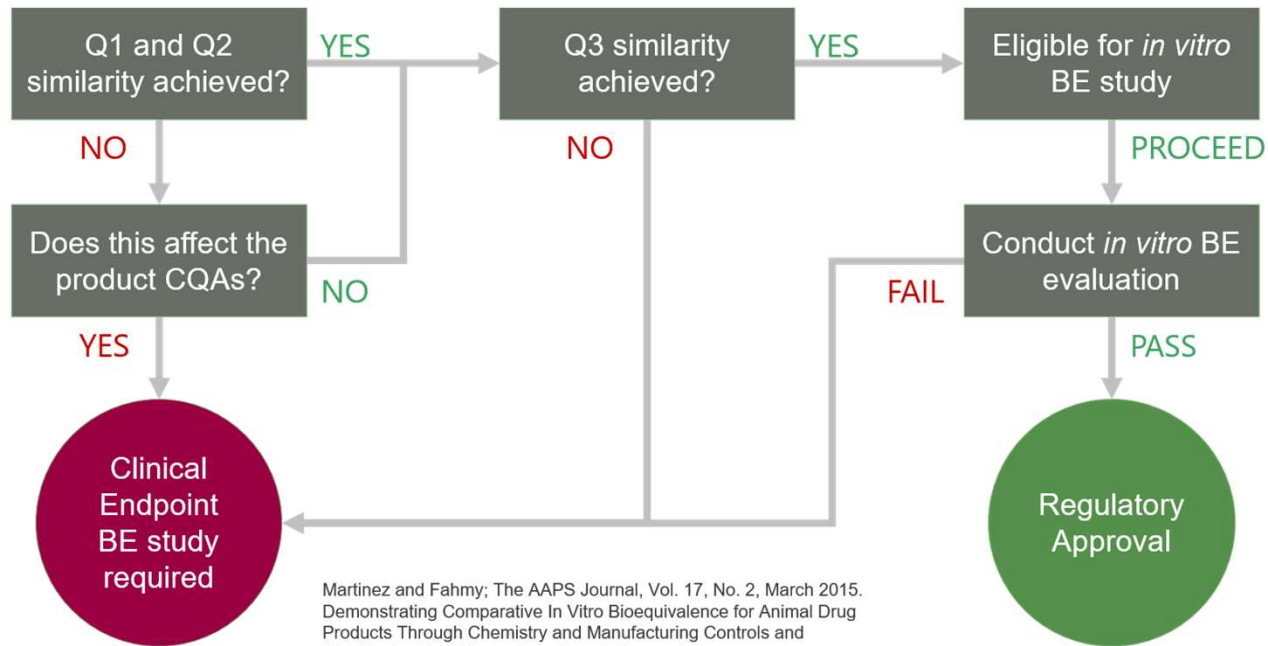 Q1 and Q2
similarity achieved?
YES
Q3 similarity
achieved?
YES
Eligible for in vitro
BE study
NO
NO
PROCEED
Does this affect the
product CQAs?
NO
Conduct in vitro BE
evaluation
FAIL
YES
PASS
Clinical
Endpoint
BE study
required
Regulatory
Approval
Martinez and Fahmy; The AAPS Journal, Vol. 17, No. 2, March 2015.
Demonstrating Comparative In Vitro Bioequivalence for Animal Drug
Products Through Chemistry and Manufacturing Controls and